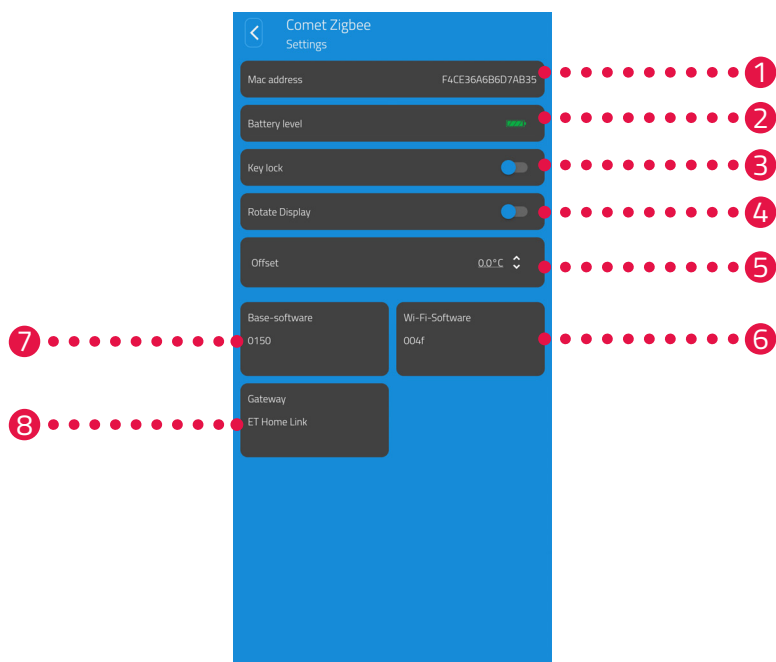 Comet Zigbee
Settings
Mac address F4CE36A6B6D7AB35 1
Battery level 2
Key lock 3
Rotate Display 4
Offset 0.0°C 5
Base-software Wi-Fi-Software
7 0150 004f 6
Gateway
8 ET Home Link